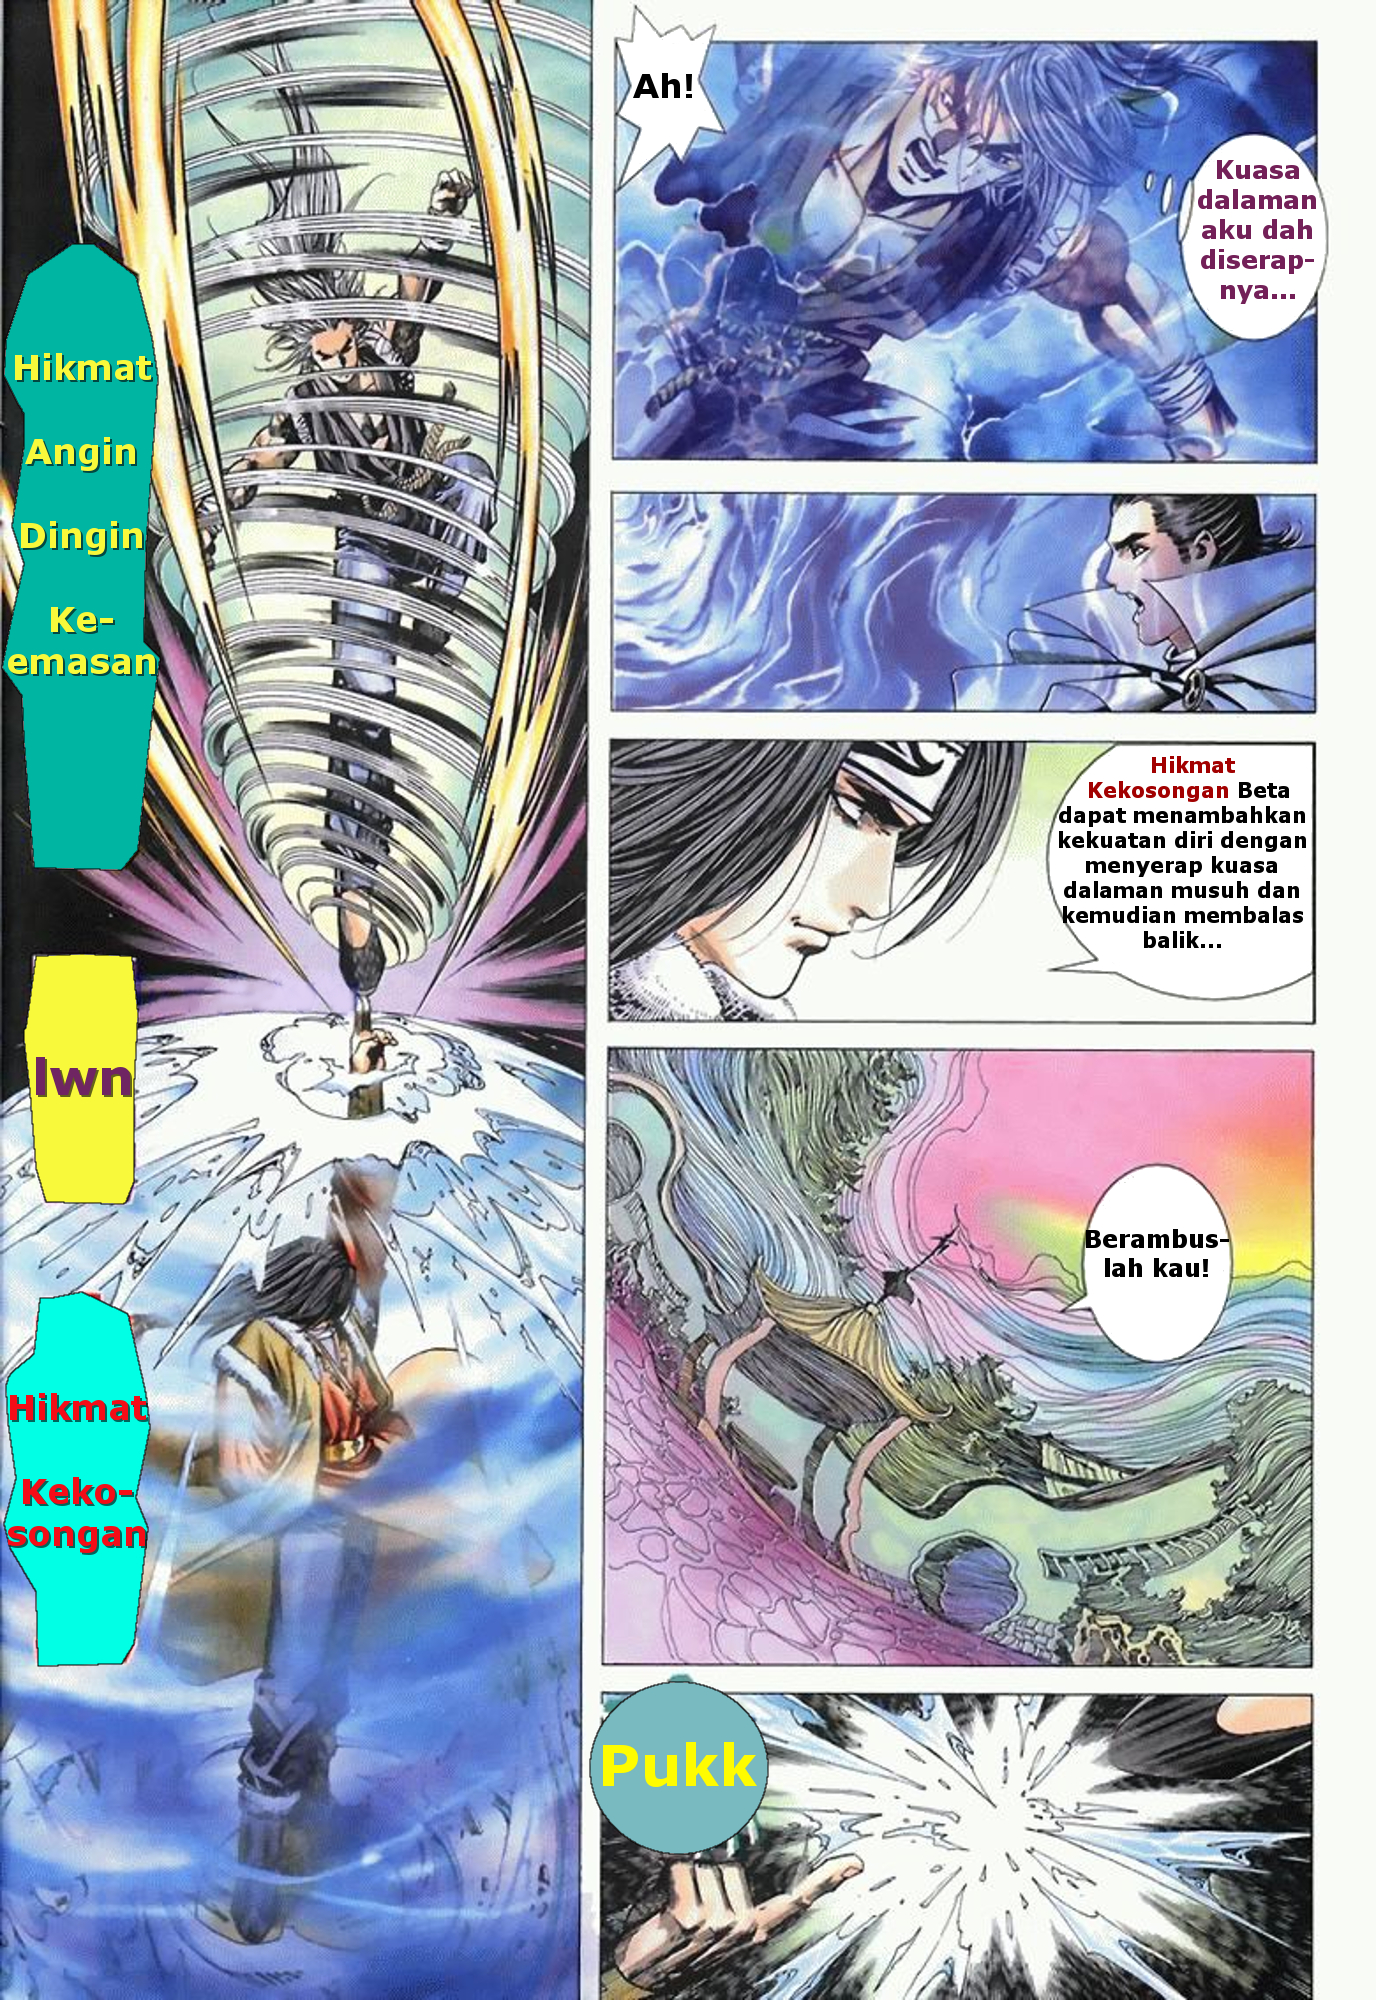 Hikmat
Angin
Dingin
Ke-
emasan
lwn
Hikmat
Keko-
songan
Ah!
Kuasa
dalaman
aku dah
diserap-
nya...
Hikmat
Kekosongan Beta
dapat menambahkan
kekuatan diri dengan
menyerap kuasa
dalaman musuh dan
kemudian membalas
balik...
Berambus-
lah kau!
Pukk